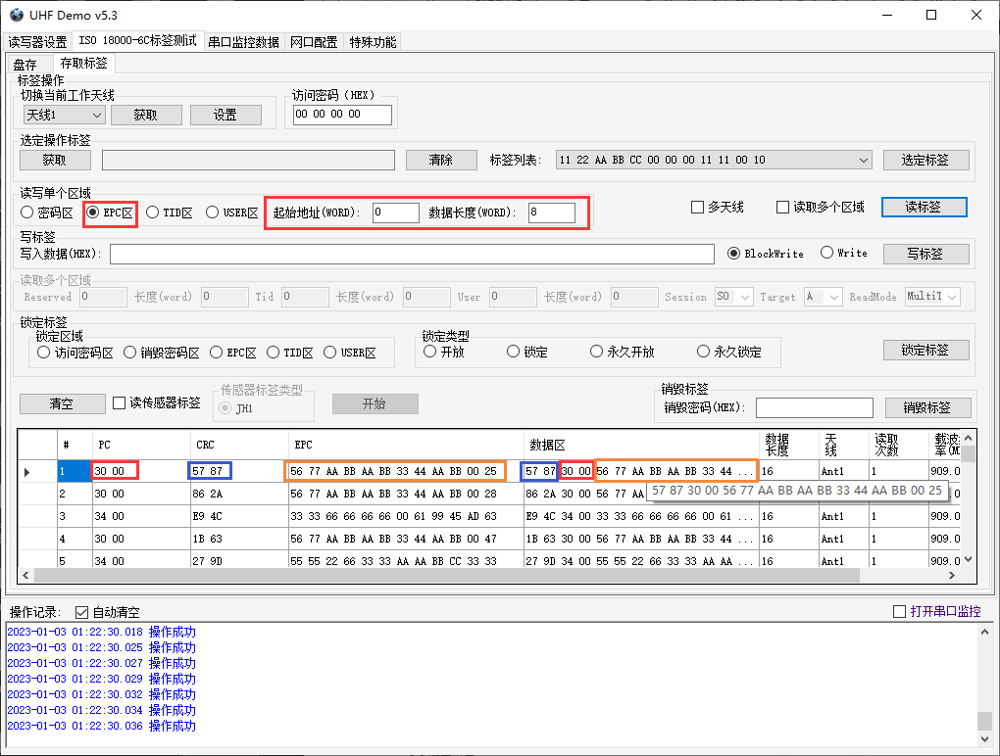 UHF Demo v5.3
读写器设置 ISO 18000-6C标签测试 串口监控数据 网口配置 特殊功能
盘存 存取标签
标签操作
切换当前工作天线 访问密码（HEX）
天线1 获取 设置 00 00 00 00
选定操作标签
获取 清除 标签列表: 11 22 AA BB CC 00 00 00 11 11 00 10 选定标签
读写单个区域
密码区 EPC区 TID区 USER区 起始地址(WORD): 0 数据长度(WORD): 8 多天线 读取多个区域 读标签
写标签
写入数据(HEX): BlockWrite Write 写标签
读取多个区域
Reserved 0 长度(word) 0 Tid 0 长度(word) 0 User 0 长度(word) 0 Session S0 Target A ReadMode MultiT
锁定标签
锁定区域 锁定类型
访问密码区 销毁密码区 EPC区 TID区 USER区 开放 锁定 永久开放 永久锁定 锁定标签
清空 读传感器标签 传感器标签类型 JH1 开始 销毁标签 销毁密码(HEX): 销毁标签
# PC CRC EPC 数据区 数据长度 天线 读取次数 载波率(M
1 30 00 57 87 56 77 AA BB AA BB 33 44 AA BB 00 25 57 87 30 00 56 77 AA BB AA BB 33 44 ... 16 Ant1 1 909.0
57 87 30 00 56 77 AA BB AA BB 33 44 AA BB 00 25
2 30 00 86 2A 56 77 AA BB AA BB 33 44 AA BB 00 28 86 2A 30 00 56 77 AA
3 34 00 E9 4C 33 33 66 66 66 66 00 61 99 45 AD 63 E9 4C 34 00 33 33 66 66 66 66 00 61 ... 16 Ant1 1 909.0
4 30 00 1B 63 56 77 AA BB AA BB 33 44 AA BB 00 47 1B 63 30 00 56 77 AA BB AA BB 33 44 ... 16 Ant1 1 909.0
5 34 00 27 9D 55 55 22 66 33 33 AA AA BB CC 33 33 27 9D 34 00 55 55 22 66 33 33 AA AA ... 16 Ant1 1 909.0
操作记录: 自动清空 打开串口监控
2023-01-03 01:22:30.018 操作成功
2023-01-03 01:22:30.025 操作成功
2023-01-03 01:22:30.027 操作成功
2023-01-03 01:22:30.029 操作成功
2023-01-03 01:22:30.032 操作成功
2023-01-03 01:22:30.034 操作成功
2023-01-03 01:22:30.036 操作成功